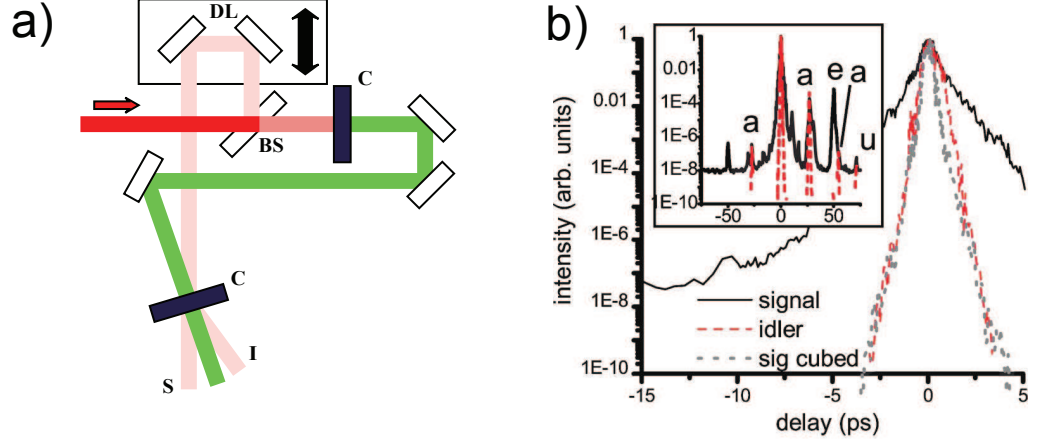 a)
DL
C
BS
C
I
S
b)
intensity (arb. units)
1
0.01
1E-4
1E-6
1E-8
1E-10
-15
-10
-5
0
5
delay (ps)
signal
idler
sig cubed
1
0.01
1E-4
1E-6
1E-8
1E-10
-50
0
50
a
a
e
a
u